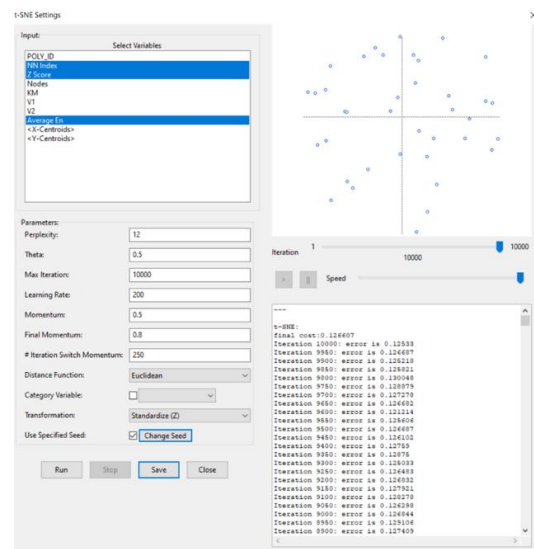 t-SNE Settings
Input:
Select Variables
POLY_ID
NN Index
Z Score
Nodes
KM
V1
V2
Average En
<X-Centroids>
<Y-Centroids>
Parameters:
Perplexity: 12
Theta: 0.5
Max Iteration: 10000
Learning Rate: 200
Momentum: 0.5
Final Momentum: 0.8
# Iteration Switch Momentum: 250
Distance Function: Euclidean
Category Variable:
Transformation: Standardize (Z)
Use Specified Seed: Change Seed
Run Stop Save Close
Iteration 1 10000 10000
> || Speed
---
t-SNE:
final cost:0.126607
Iteration 10000: error is 0.12533
Iteration 9950: error is 0.126687
Iteration 9900: error is 0.125218
Iteration 9850: error is 0.125821
Iteration 9800: error is 0.130048
Iteration 9750: error is 0.128879
Iteration 9700: error is 0.127278
Iteration 9650: error is 0.126682
Iteration 9600: error is 0.121214
Iteration 9550: error is 0.125606
Iteration 9500: error is 0.126687
Iteration 9450: error is 0.126102
Iteration 9400: error is 0.12759
Iteration 9350: error is 0.12875
Iteration 9300: error is 0.125033
Iteration 9250: error is 0.126483
Iteration 9200: error is 0.126832
Iteration 9150: error is 0.127921
Iteration 9100: error is 0.128278
Iteration 9050: error is 0.126298
Iteration 9000: error is 0.126844
Iteration 8950: error is 0.129106
Iteration 8900: error is 0.127409